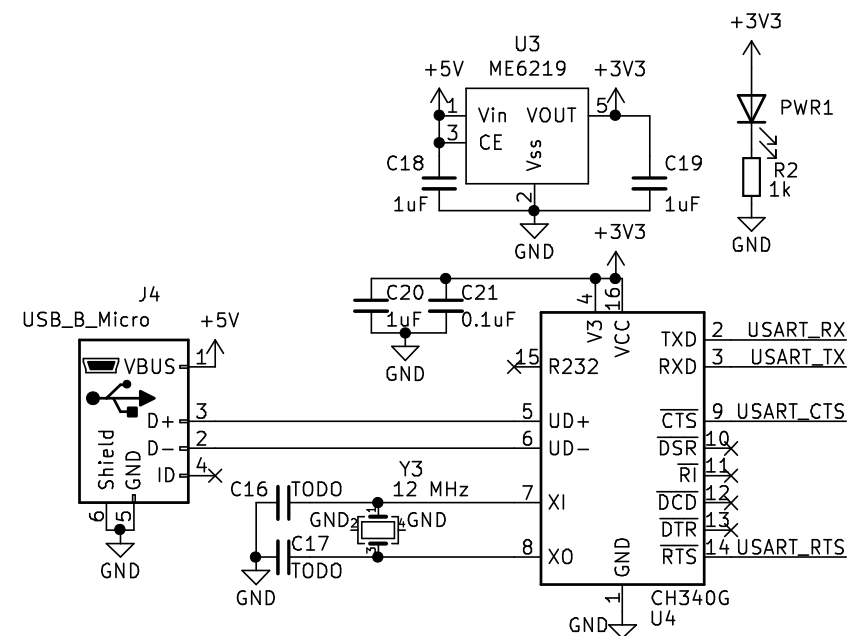 +3V3
U3
ME6219
+5V
+3V3
1
Vin
VOUT
5
3
CE
Vss
2
C18
1uF
C19
1uF
GND
PWR1
R2
1k
GND
+3V3
J4
USB_B_Micro
+5V
VBUS
1
D+
3
D-
2
ID
4
Shield
GND
6
5
GND
C20
1uF
C21
0.1uF
GND
4
16
V3
VCC
15
R232
5
UD+
6
UD-
7
XI
8
XO
GND
1
GND
TXD
2
USART_RX
RXD
3
USART_TX
CTS
9
USART_CTS
DSR
10
RI
11
DCD
12
DTR
13
RTS
14
USART_RTS
CH340G
U4
Y3
12 MHz
C16
TODO
GND
2
1
4
GND
3
C17
TODO
GND